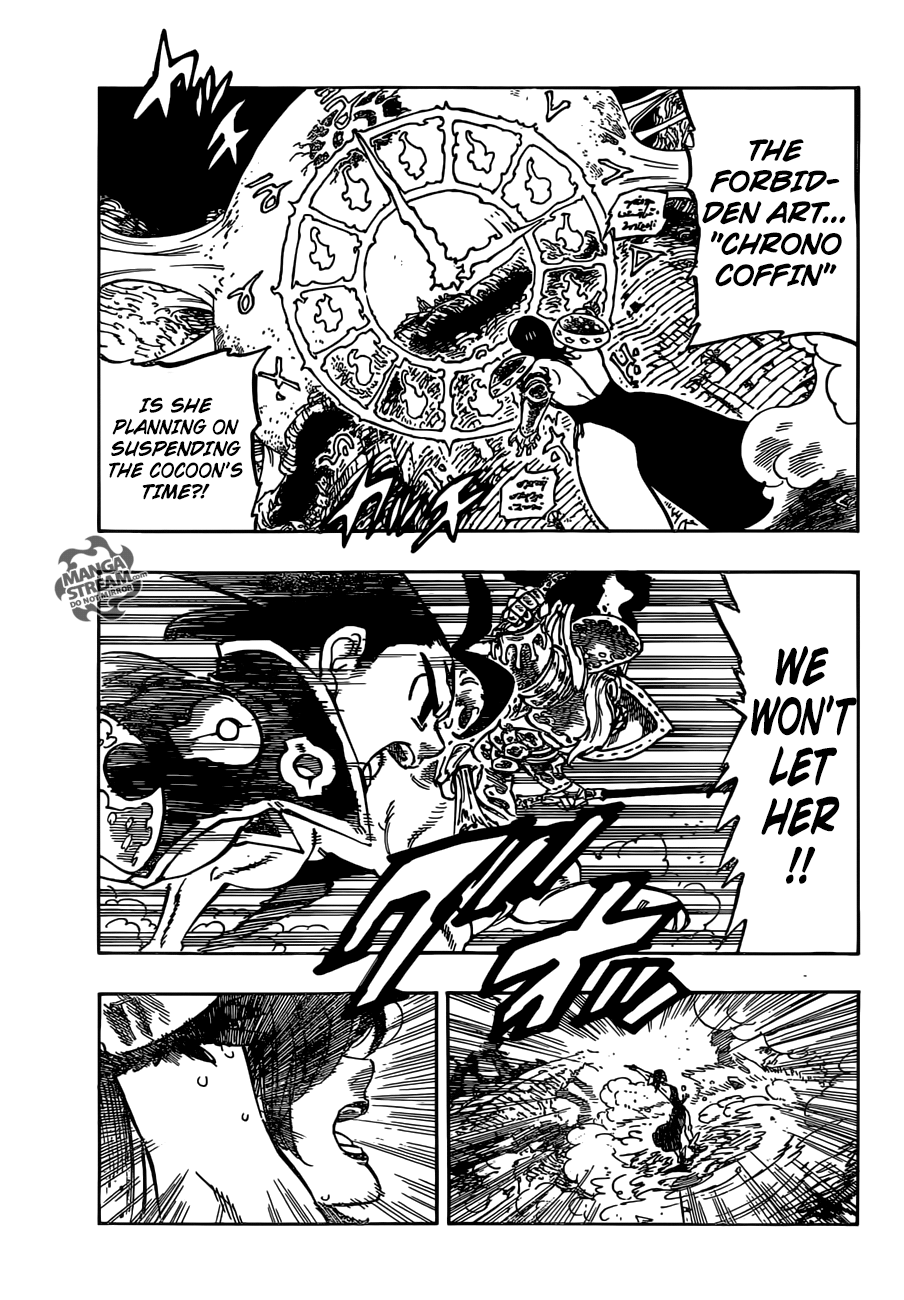 THE
FORBID-
DEN ART...
"CHRONO
COFFIN"
IS SHE
PLANNING ON
SUSPENDING
THE COCOON'S
TIME?!
MANGA
STREAM.com
DO NOT MIRROR
WE
WON'T
LET
HER
!!